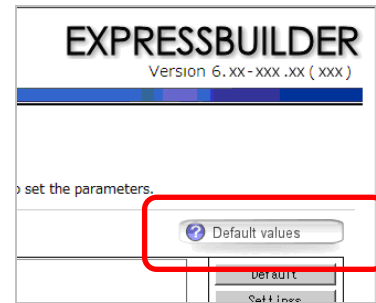 EXPRESSBUILDER
Version 6.xx-xxx.xx (xxx)
set the parameters.
Default values
Default
Settings